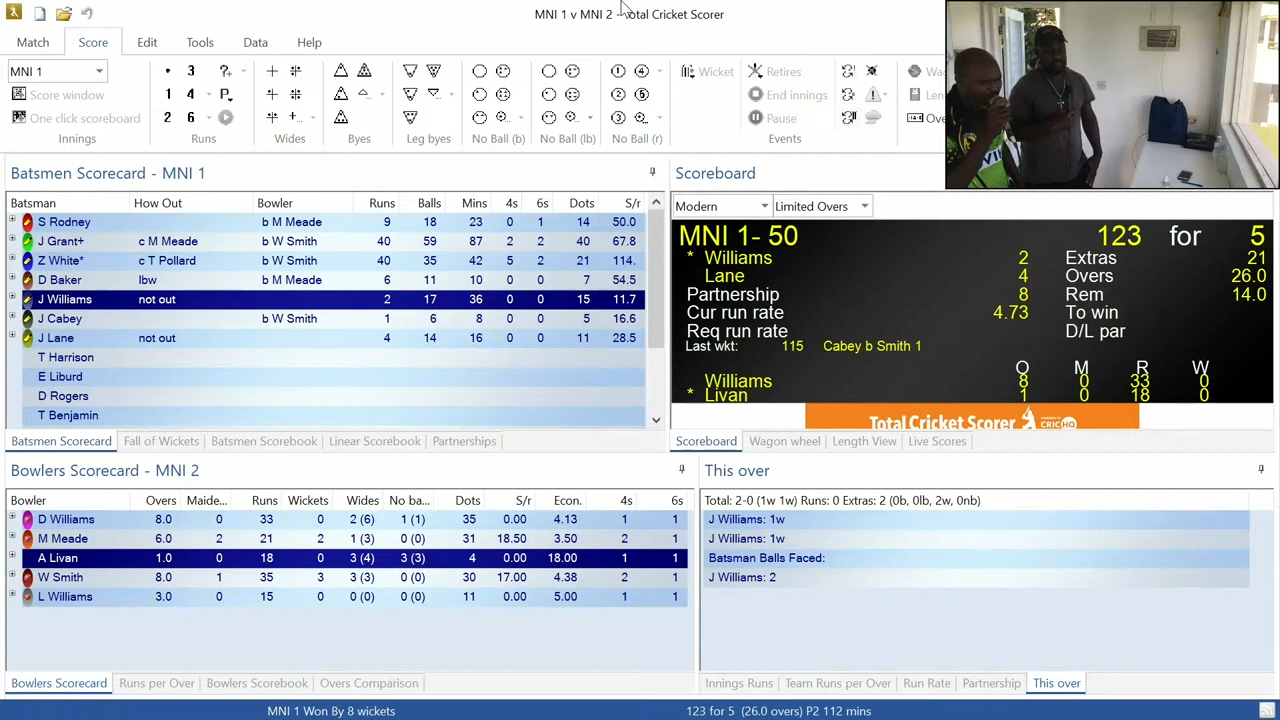 MNI 1 v MNI 2 - Total Cricket Scorer
Match Score Edit Tools Data Help
MNI 1
Score window
One click scoreboard
Innings
3
1 4 P
2 6
Runs
Wides
Byes
Leg byes
No Ball (b)
No Ball (lb)
1 4
2 5
3 6
No Ball (r)
Wicket
Retires
End innings
Pause
Events
Wag
Len
Ove
Batsmen Scorecard - MNI 1
Batsman How Out Bowler Runs Balls Mins 4s 6s Dots S/r
S Rodney b M Meade 9 18 23 0 1 14 50.0
J Grant+ c M Meade b W Smith 40 59 87 2 2 40 67.8
Z White* c T Pollard b W Smith 40 35 42 5 2 21 114.
D Baker lbw b M Meade 6 11 10 0 0 7 54.5
J Williams not out 2 17 36 0 0 15 11.7
J Cabey b W Smith 1 6 8 0 0 5 16.6
J Lane not out 4 14 16 0 0 11 28.5
T Harrison
E Liburd
D Rogers
T Benjamin
Batsmen Scorecard Fall of Wickets Batsmen Scorebook Linear Scorebook Partnerships
Scoreboard
Modern Limited Overs
MNI 1- 50 123 for 5
* Williams 2 Extras 21
Lane 4 Overs 26.0
Partnership 8 Rem 14.0
Cur run rate 4.73 To win
Req run rate D/L par
Last wkt: 115 Cabey b Smith 1
O M R W
Williams 8 0 33 0
* Livan 1 0 18 0
Total Cricket Scorer POWERED BY CRICHQ
Scoreboard Wagon wheel Length View Live Scores
Bowlers Scorecard - MNI 2
Bowler Overs Maide... Runs Wickets Wides No ba... Dots S/r Econ. 4s 6s
D Williams 8.0 0 33 0 2 (6) 1 (1) 35 0.00 4.13 1 1
M Meade 6.0 2 21 2 1 (3) 0 (0) 31 18.50 3.50 2 1
A Livan 1.0 0 18 0 3 (4) 3 (3) 4 0.00 18.00 1 1
W Smith 8.0 1 35 3 3 (3) 0 (0) 30 17.00 4.38 2 1
L Williams 3.0 0 15 0 0 (0) 0 (0) 11 0.00 5.00 1 1
Bowlers Scorecard Runs per Over Bowlers Scorebook Overs Comparison
This over
Total: 2-0 (1w 1w) Runs: 0 Extras: 2 (0b, 0lb, 2w, 0nb)
J Williams: 1w
J Williams: 1w
Batsman Balls Faced:
J Williams: 2
Innings Runs Team Runs per Over Run Rate Partnership This over
MNI 1 Won By 8 wickets 123 for 5 (26.0 overs) P2 112 mins